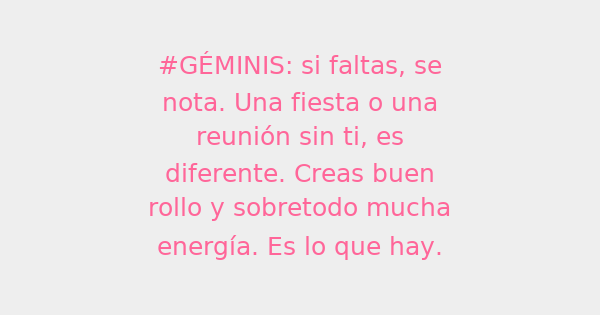 #GÉMINIS: si faltas, se
nota. Una fiesta o una
reunión sin ti, es
diferente. Creas buen
rollo y sobretodo mucha
energía. Es lo que hay.